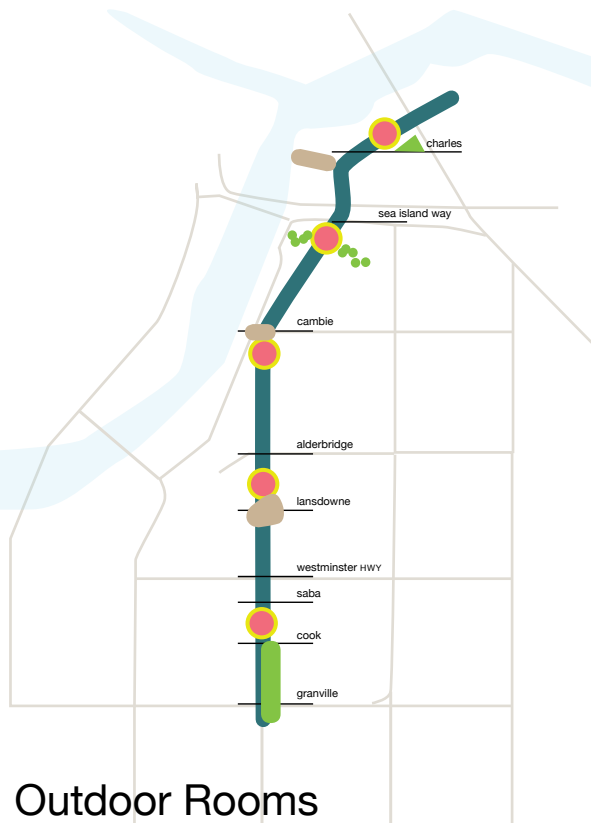 charles
sea island way
cambie
alderbridge
lansdowne
westminster HWY
saba
cook
granville
Outdoor Rooms